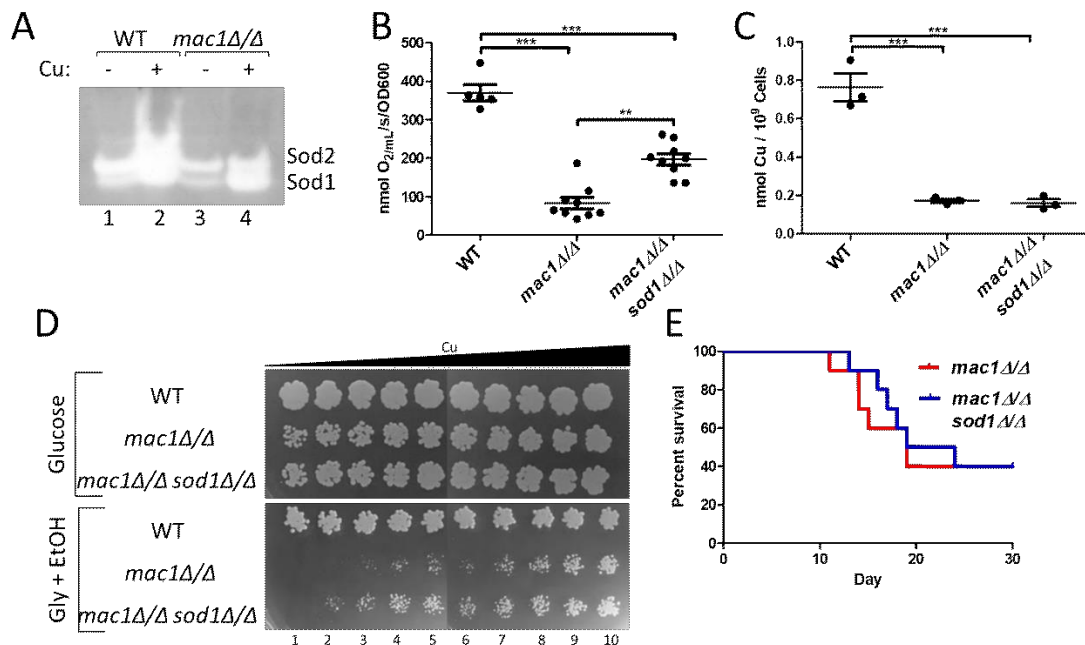 A
WT mac1Δ/Δ
Cu: - + - +
Sod2
Sod1
1 2 3 4
B
***
***
**
500
400
300
200
100
0
nmol O2/mL/s/OD600
WT
mac1Δ/Δ
mac1Δ/Δ
sod1Δ/Δ
C
***
***
1.0
0.8
0.6
0.4
0.2
0.0
nmol Cu / 10⁹ Cells
WT
mac1Δ/Δ
mac1Δ/Δ
sod1Δ/Δ
D
Cu
Glucose
WT
mac1Δ/Δ
mac1Δ/Δ sod1Δ/Δ
Gly + EtOH
WT
mac1Δ/Δ
mac1Δ/Δ sod1Δ/Δ
1 2 3 4 5 6 7 8 9 10
E
100
80
60
40
20
0
Percent survival
0 10 20 30
Day
mac1Δ/Δ
mac1Δ/Δ
sod1Δ/Δ